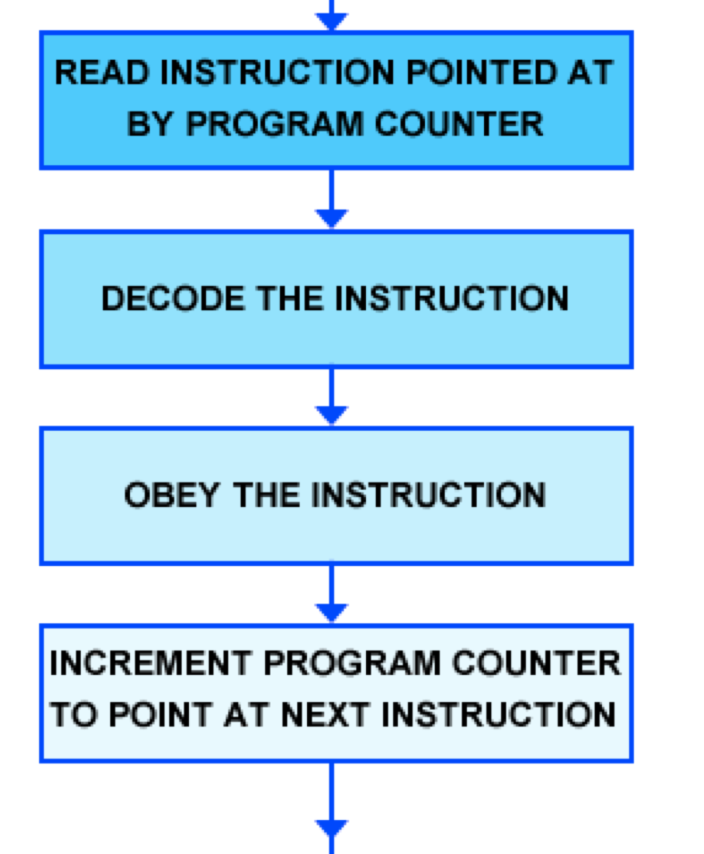 READ INSTRUCTION POINTED AT
BY PROGRAM COUNTER
DECODE THE INSTRUCTION
OBEY THE INSTRUCTION
INCREMENT PROGRAM COUNTER
TO POINT AT NEXT INSTRUCTION